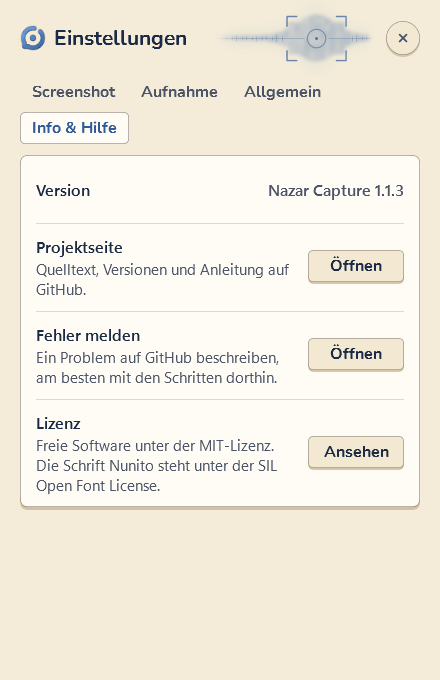 Einstellungen
Screenshot Aufnahme Allgemein
Info & Hilfe
Version Nazar Capture 1.1.3
Projektseite
Quelltext, Versionen und Anleitung auf
GitHub.
Öffnen
Fehler melden
Ein Problem auf GitHub beschreiben,
am besten mit den Schritten dorthin.
Öffnen
Lizenz
Freie Software unter der MIT-Lizenz.
Die Schrift Nunito steht unter der SIL
Open Font License.
Ansehen